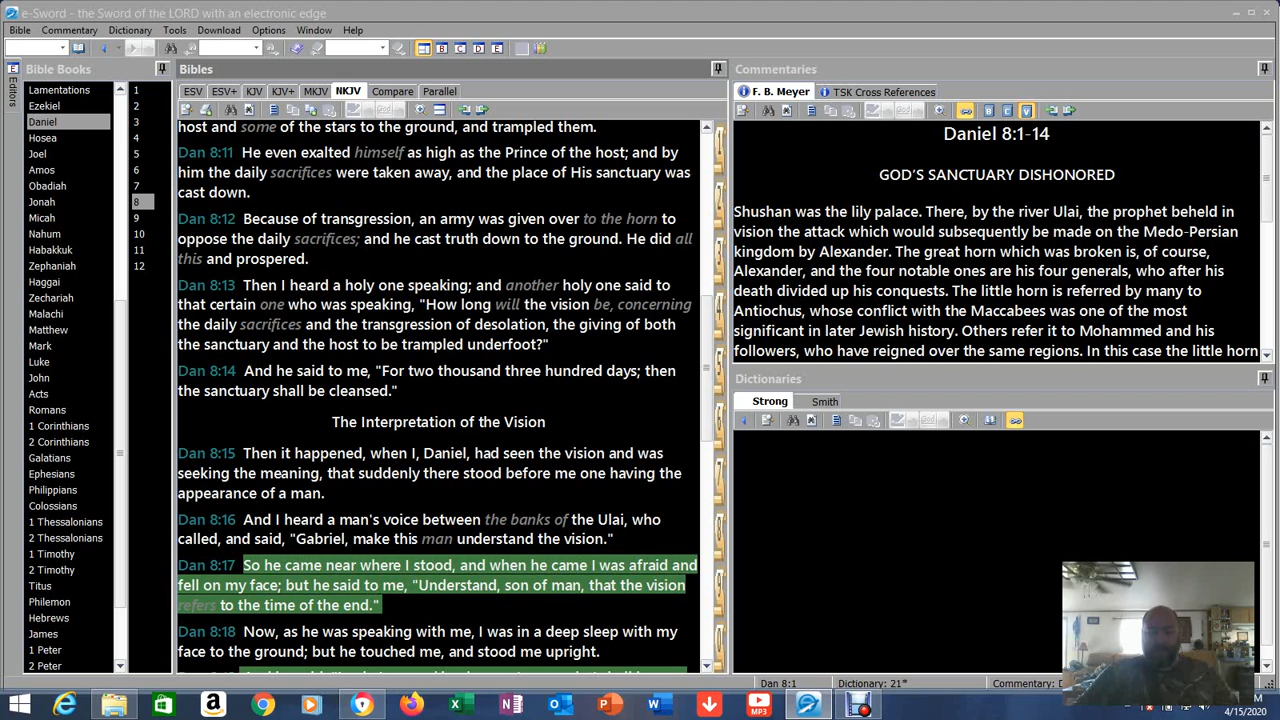 e-Sword - the Sword of the LORD with an electronic edge
Bible Commentary Dictionary Tools Download Options Window Help
B C D E
Editors
Bible Books
Lamentations
Ezekiel
Daniel
Hosea
Joel
Amos
Obadiah
Jonah
Micah
Nahum
Habakkuk
Zephaniah
Haggai
Zechariah
Malachi
Matthew
Mark
Luke
John
Acts
Romans
1 Corinthians
2 Corinthians
Galatians
Ephesians
Philippians
Colossians
1 Thessalonians
2 Thessalonians
1 Timothy
2 Timothy
Titus
Philemon
Hebrews
James
1 Peter
2 Peter
1
2
3
4
5
6
7
8
9
10
11
12
Bibles
ESV ESV+ KJV KJV+ MKJV NKJV Compare Parallel
God
host and some of the stars to the ground, and trampled them.
Dan 8:11 He even exalted himself as high as the Prince of the host; and by
him the daily sacrifices were taken away, and the place of His sanctuary was
cast down.
Dan 8:12 Because of transgression, an army was given over to the horn to
oppose the daily sacrifices; and he cast truth down to the ground. He did all
this and prospered.
Dan 8:13 Then I heard a holy one speaking; and another holy one said to
that certain one who was speaking, "How long will the vision be, concerning
the daily sacrifices and the transgression of desolation, the giving of both
the sanctuary and the host to be trampled underfoot?"
Dan 8:14 And he said to me, "For two thousand three hundred days; then
the sanctuary shall be cleansed."
The Interpretation of the Vision
Dan 8:15 Then it happened, when I, Daniel, had seen the vision and was
seeking the meaning, that suddenly there stood before me one having the
appearance of a man.
Dan 8:16 And I heard a man's voice between the banks of the Ulai, who
called, and said, "Gabriel, make this man understand the vision."
Dan 8:17 So he came near where I stood, and when he came I was afraid and
fell on my face; but he said to me, "Understand, son of man, that the vision
refers to the time of the end."
Dan 8:18 Now, as he was speaking with me, I was in a deep sleep with my
face to the ground; but he touched me, and stood me upright.
Commentaries
F. B. Meyer TSK Cross References
B C V
Daniel 8:1-14
GOD'S SANCTUARY DISHONORED
Shushan was the lily palace. There, by the river Ulai, the prophet beheld in
vision the attack which would subsequently be made on the Medo-Persian
kingdom by Alexander. The great horn which was broken is, of course,
Alexander, and the four notable ones are his four generals, who after his
death divided up his conquests. The little horn is referred by many to
Antiochus, whose conflict with the Maccabees was one of the most
significant in later Jewish history. Others refer it to Mohammed and his
followers, who have reigned over the same regions. In this case the little horn
Dictionaries
Strong Smith
God
Dan 8:1 Dictionary: 21* Commentary:
MP3
4/15/2020